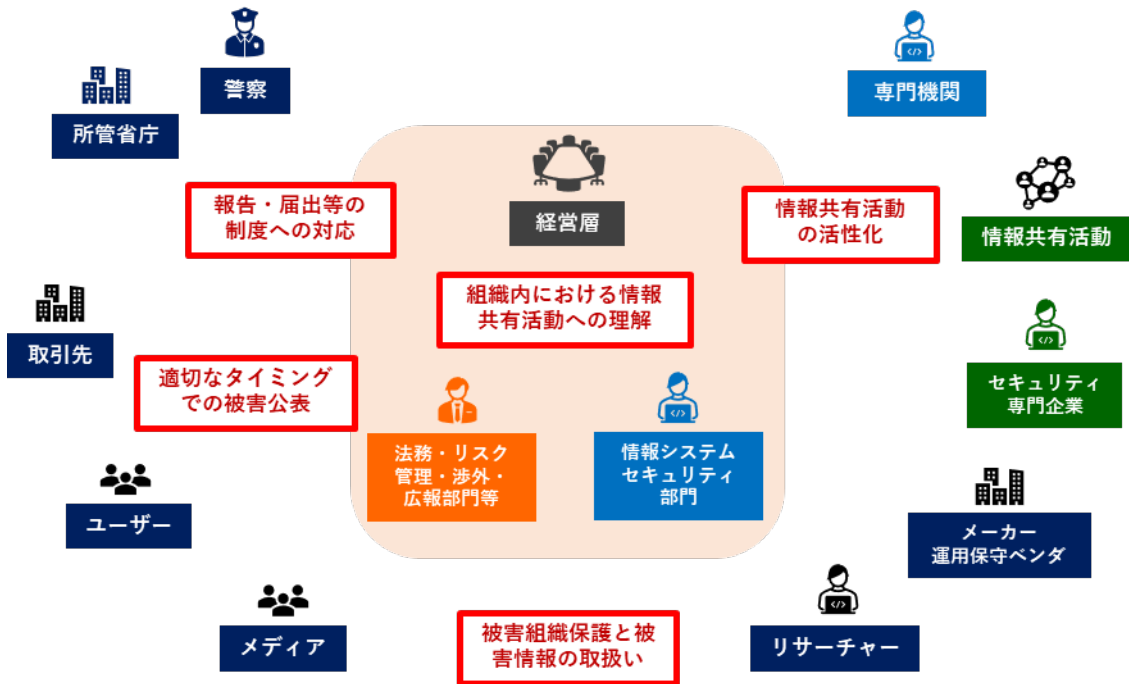 警察
専門機関
所管省庁
報告・届出等の
制度への対応
経営層
情報共有活動
の活性化
情報共有活動
組織内における情報
共有活動への理解
取引先
適切なタイミング
での被害公表
セキュリティ
専門企業
法務・リスク
管理・渉外・
広報部門等
情報システム
セキュリティ
部門
ユーザー
メーカー
運用保守ベンダ
メディア
被害組織保護と被
害情報の取扱い
リサーチャー